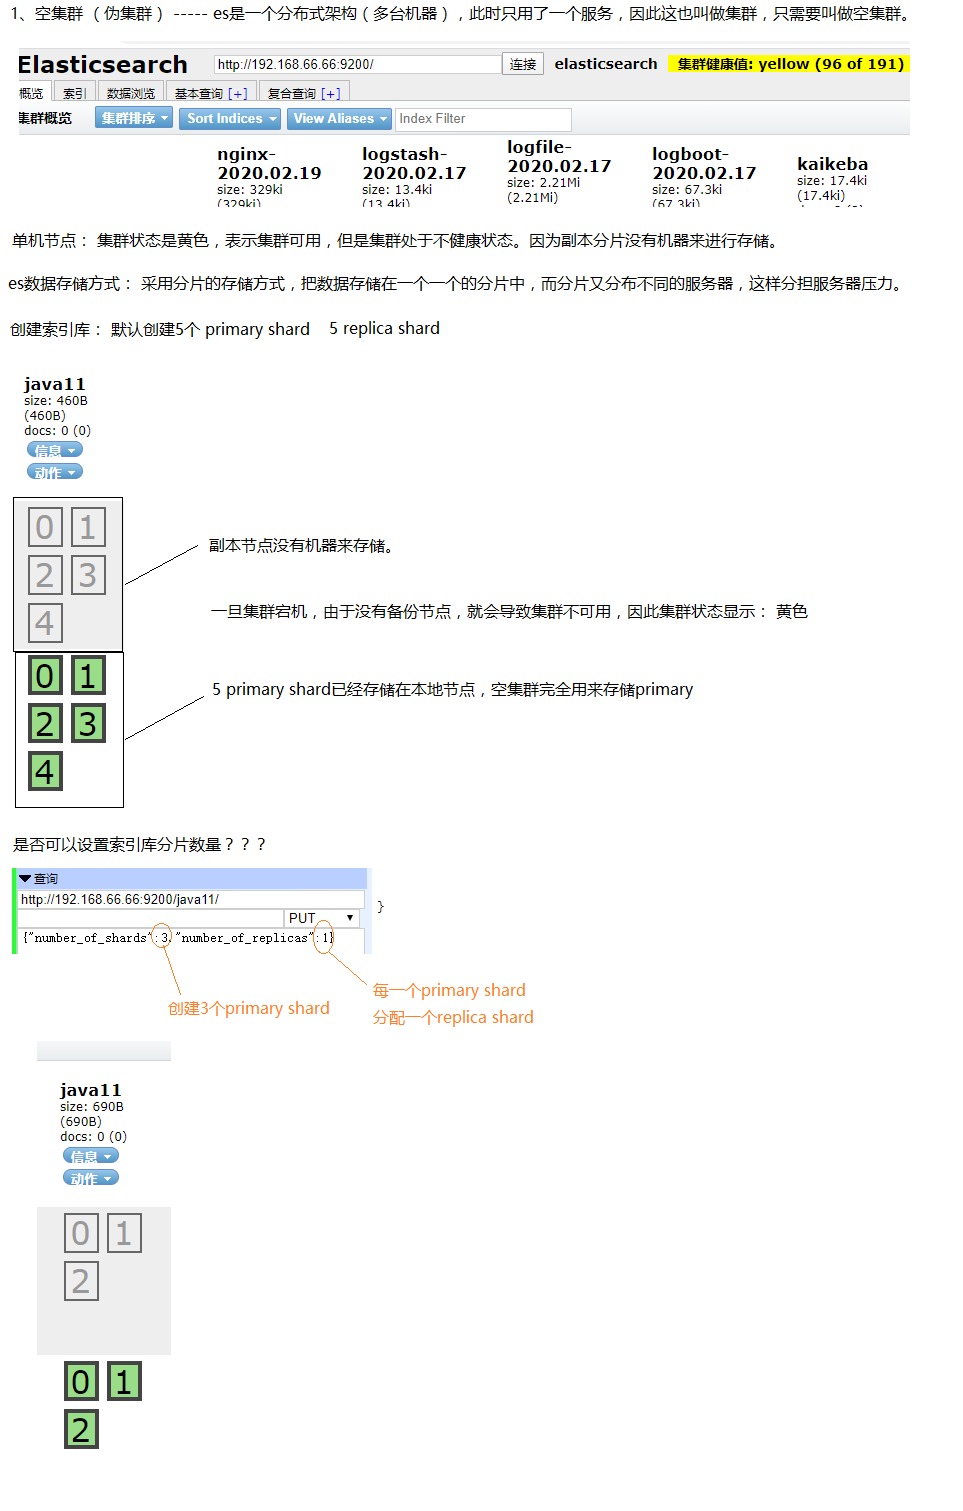 1、空集群（伪集群） ----- es是一个分布式架构（多台机器），此时只用了一个服务，因此这也叫做集群，只需要叫做空集群。
Elasticsearch http://192.168.66.66:9200/ 连接 elasticsearch 集群健康值: yellow (96 of 191)
概览 索引 数据浏览 基本查询 [+] 复合查询 [+]
集群概览 集群排序 Sort Indices View Aliases Index Filter
nginx-2020.02.19
size: 329ki
(329ki)
logstash-2020.02.17
size: 13.4ki
(13.4ki)
logfile-2020.02.17
size: 2.21Mi
(2.21Mi)
logboot-2020.02.17
size: 67.3ki
(67.3ki)
kaikeba
size: 17.4ki
(17.4ki)
单机节点： 集群状态是黄色，表示集群可用，但是集群处于不健康状态。因为副本分片没有机器来进行存储。
es数据存储方式： 采用分片的存储方式，把数据存储在一个一个的分片中，而分片又分布不同的服务器，这样分担服务器压力。
创建索引库： 默认创建5个 primary shard 5 replica shard
java11
size: 460B
(460B)
docs: 0 (0)
信息
动作
0 1
2 3
4
副本节点没有机器来存储。
一旦集群宕机，由于没有备份节点，就会导致集群不可用，因此集群状态显示： 黄色
0 1
2 3
4
5 primary shard已经存储在本地节点，空集群完全用来存储primary
是否可以设置索引库分片数量？？？
查询
http://192.168.66.66:9200/java11/
PUT
}
{"number_of_shards":3,"number_of_replicas":1}
创建3个primary shard
每一个primary shard
分配一个replica shard
java11
size: 690B
(690B)
docs: 0 (0)
信息
动作
0 1
2
0 1
2